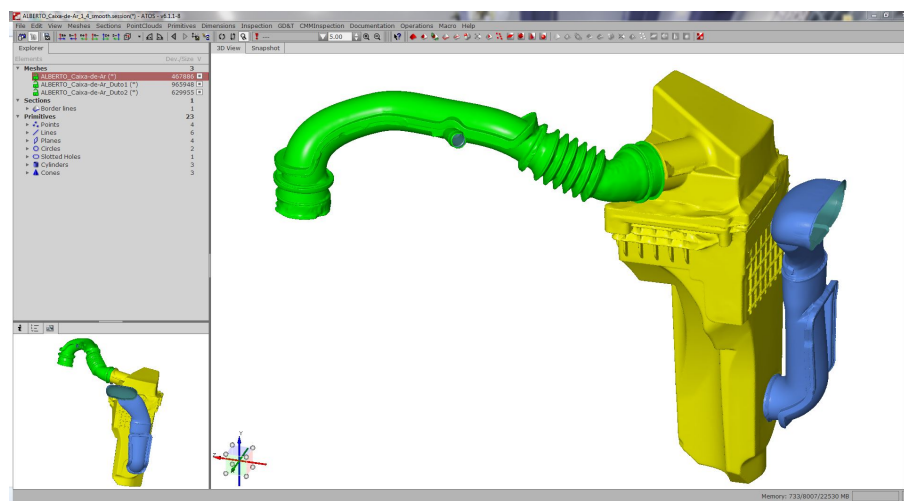 ALBERTO_Caixa-de-Ar_1_4_smooth.session(*) - ATOS - v6.1.1-8
File Edit View Meshes Sections PointClouds Primitives Dimensions Inspection GD&T CMMInspection Documentation Operations Macro Help
5.00
Explorer
3D View Snapshot
Elements Dev./Size V
Meshes 3
ALBERTO_Caixa-de-Ar (*) 467886
ALBERTO_Caixa-de-Ar_Duto1 (*) 965948
ALBERTO_Caixa-de-Ar_Duto2 (*) 629955
Sections 1
Border lines 1
Primitives 23
Points 4
Lines 6
Planes 4
Circles 2
Slotted Holes 1
Cylinders 3
Cones 3
Y
Z
Memory: 733/8007/22530 MB